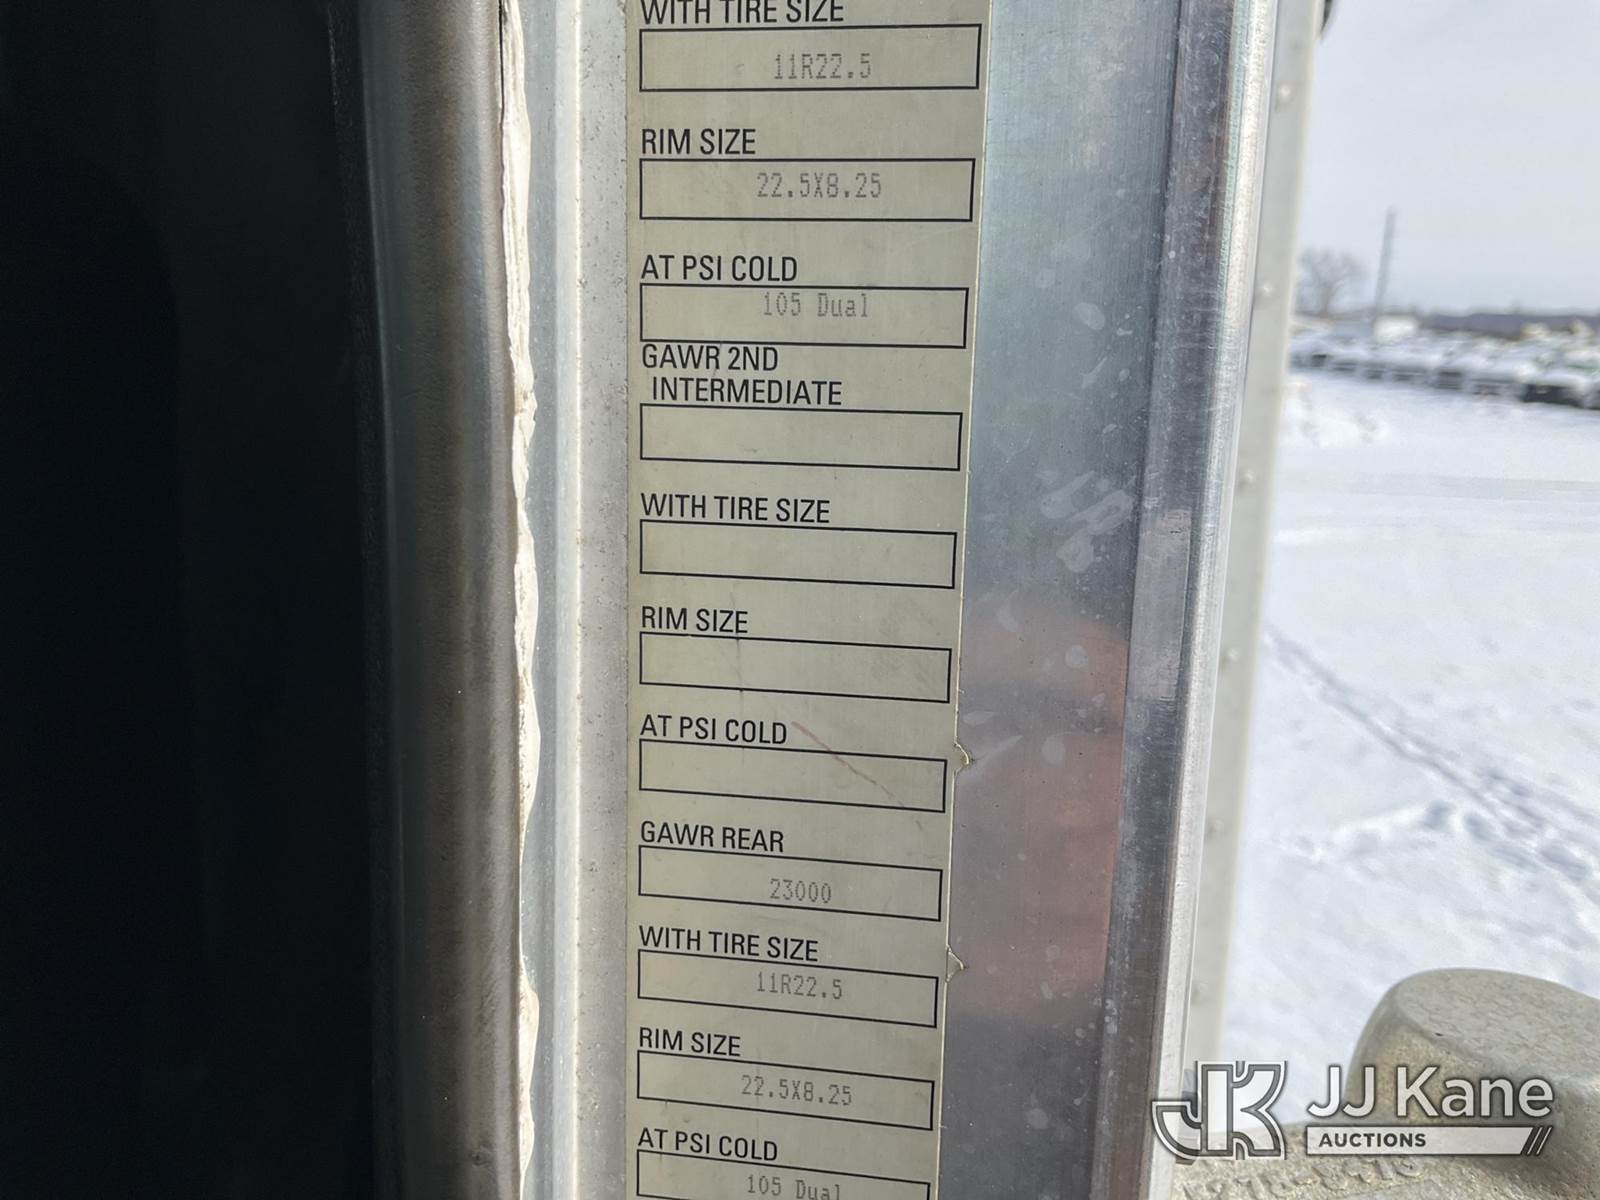 WITH TIRE SIZE
11R22.5
RIM SIZE
22.5X8.25
AT PSI COLD
105 Dual
GAWR 2ND
INTERMEDIATE
WITH TIRE SIZE
RIM SIZE
AT PSI COLD
GAWR REAR
23000
WITH TIRE SIZE
11R22.5
RIM SIZE
22.5X8.25
AT PSI COLD
105 Dual
JK JJ Kane
AUCTIONS